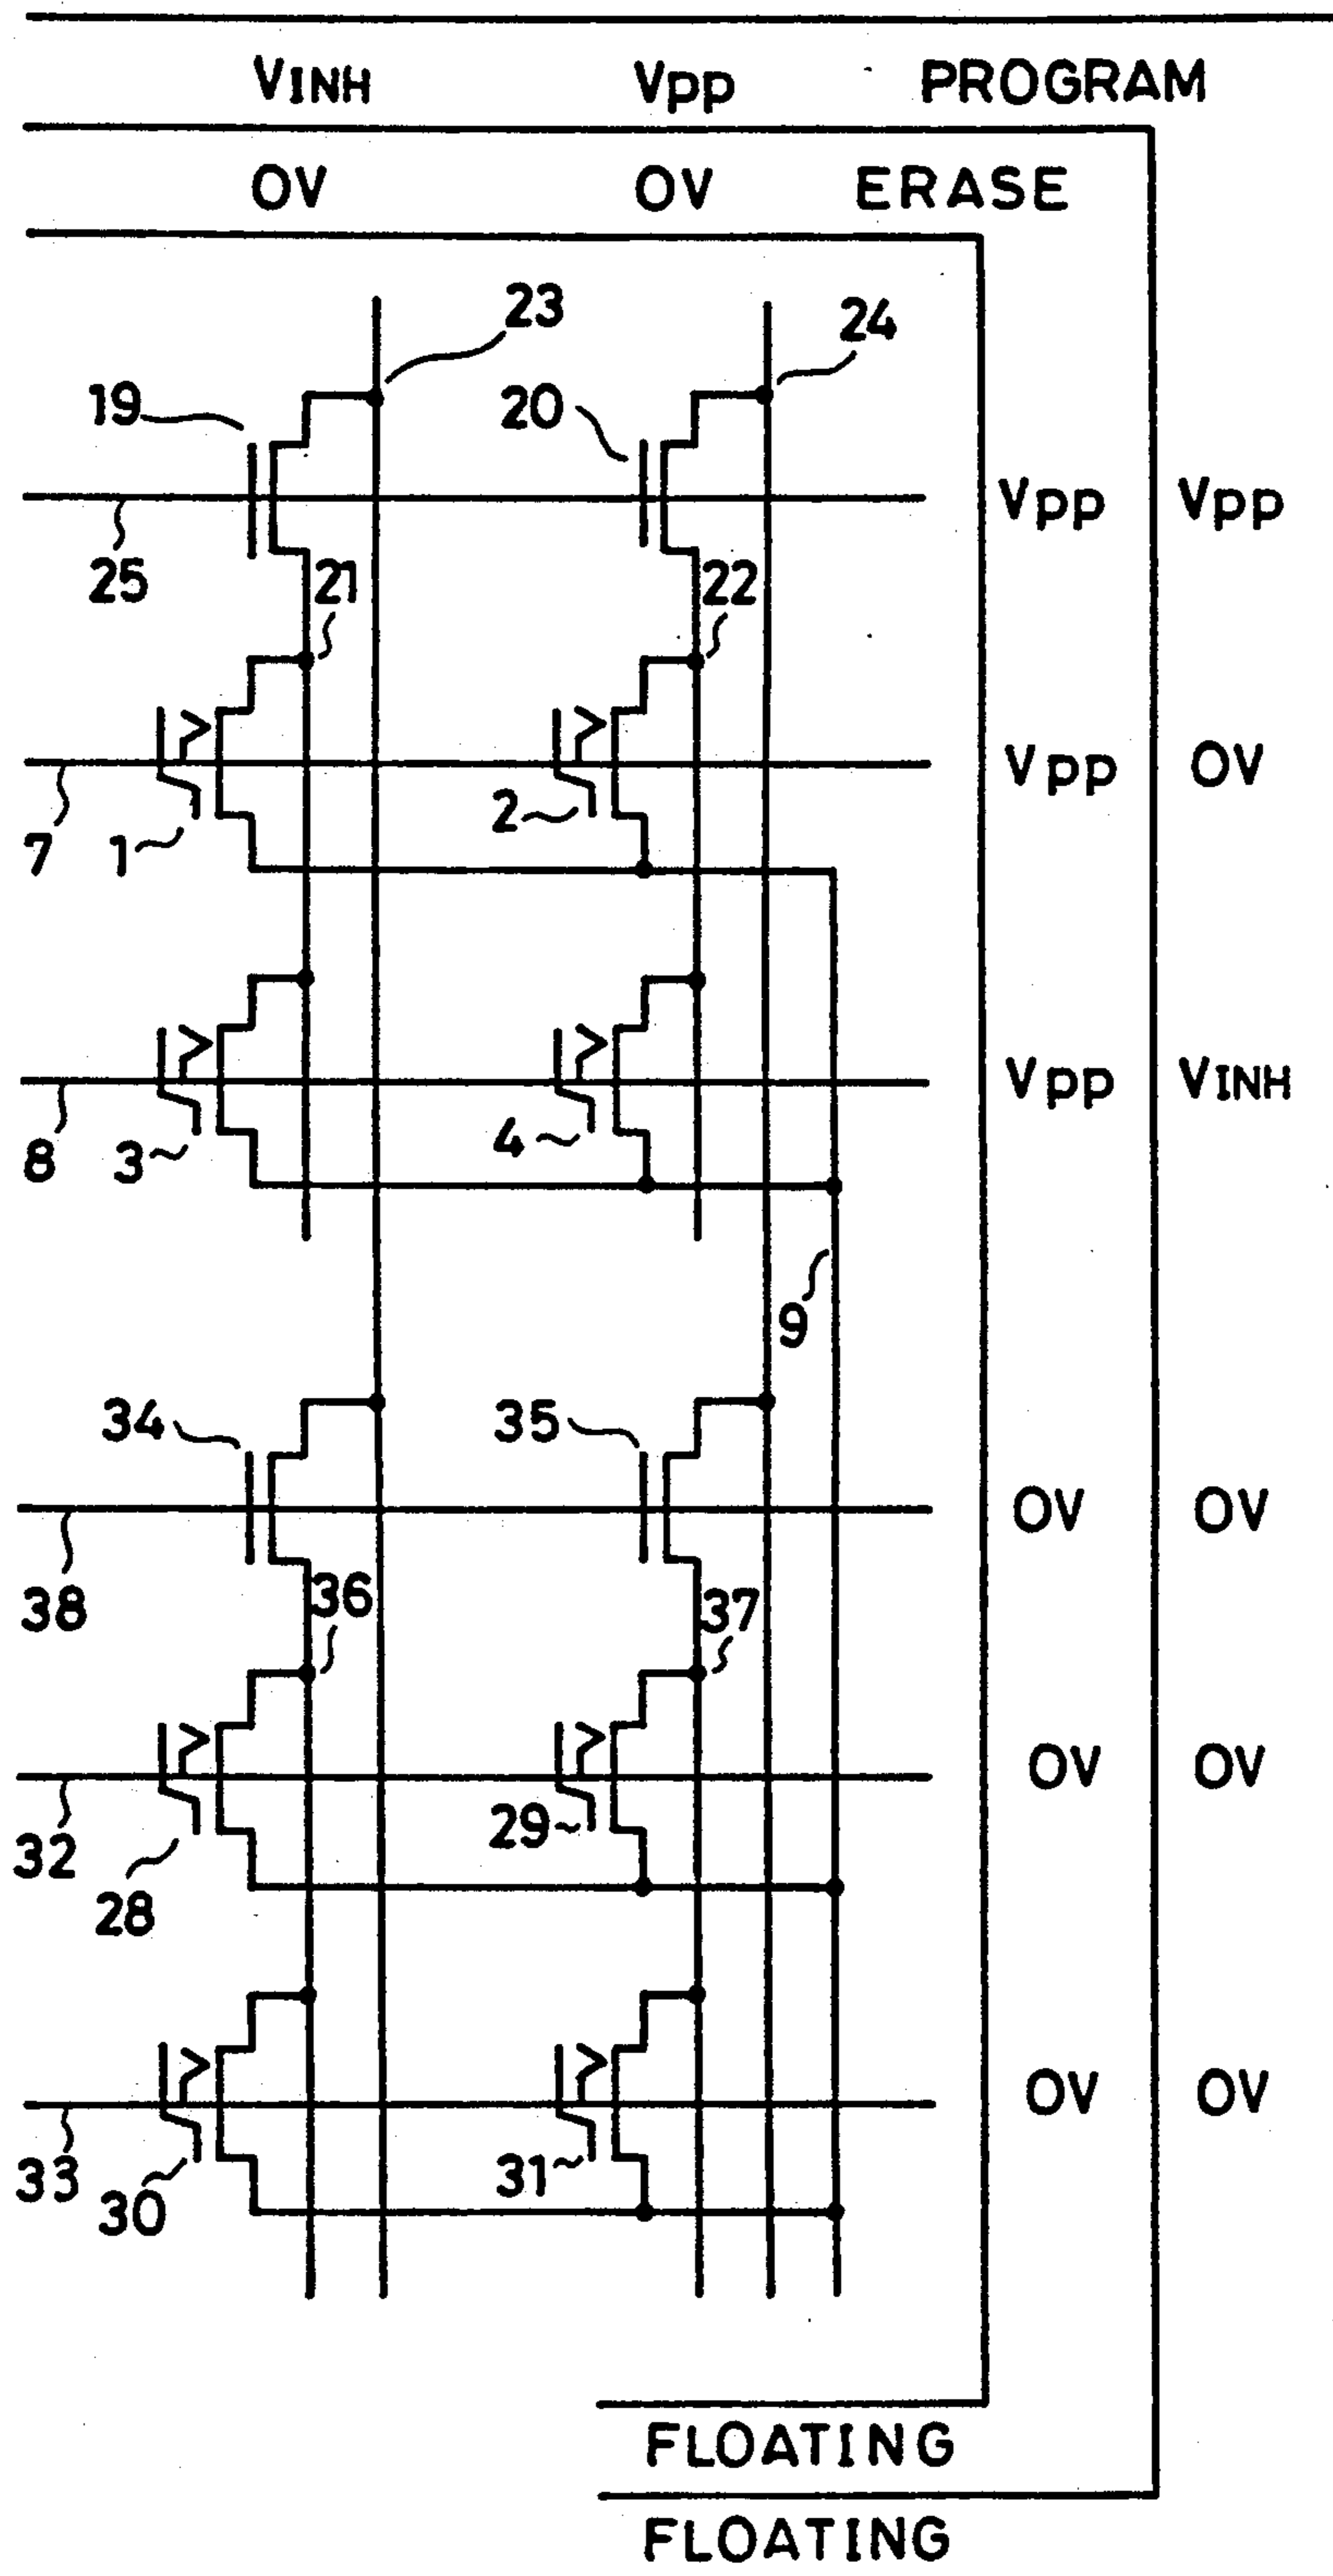 VINH Vpp PROGRAM
OV OV ERASE
23
24
19
20
Vpp Vpp
25
21
22
Vpp OV
2
7 1
Vpp VINH
8 3 4
9
34 35
OV OV
38
36
37
OV OV
29
32
28
OV OV
33
30
31
FLOATING
FLOATING